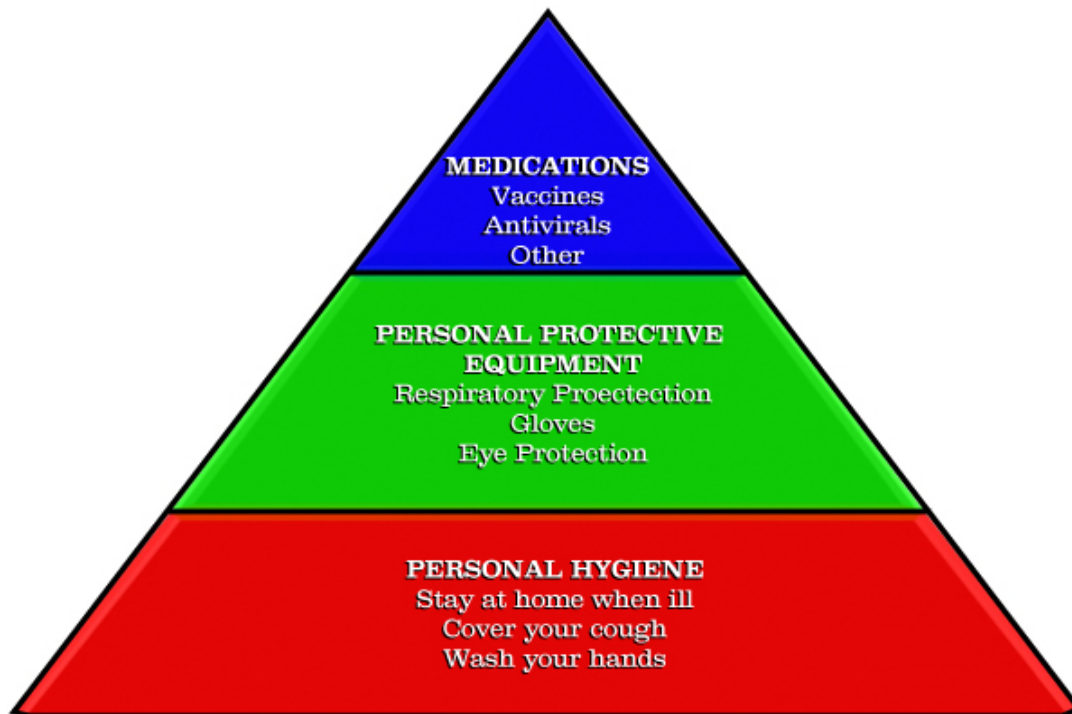 MEDICATIONS
Vaccines
Antivirals
Other
PERSONAL PROTECTIVE
EQUIPMENT
Respiratory Proectection
Gloves
Eye Protection
PERSONAL HYGIENE
Stay at home when ill
Cover your cough
Wash your hands